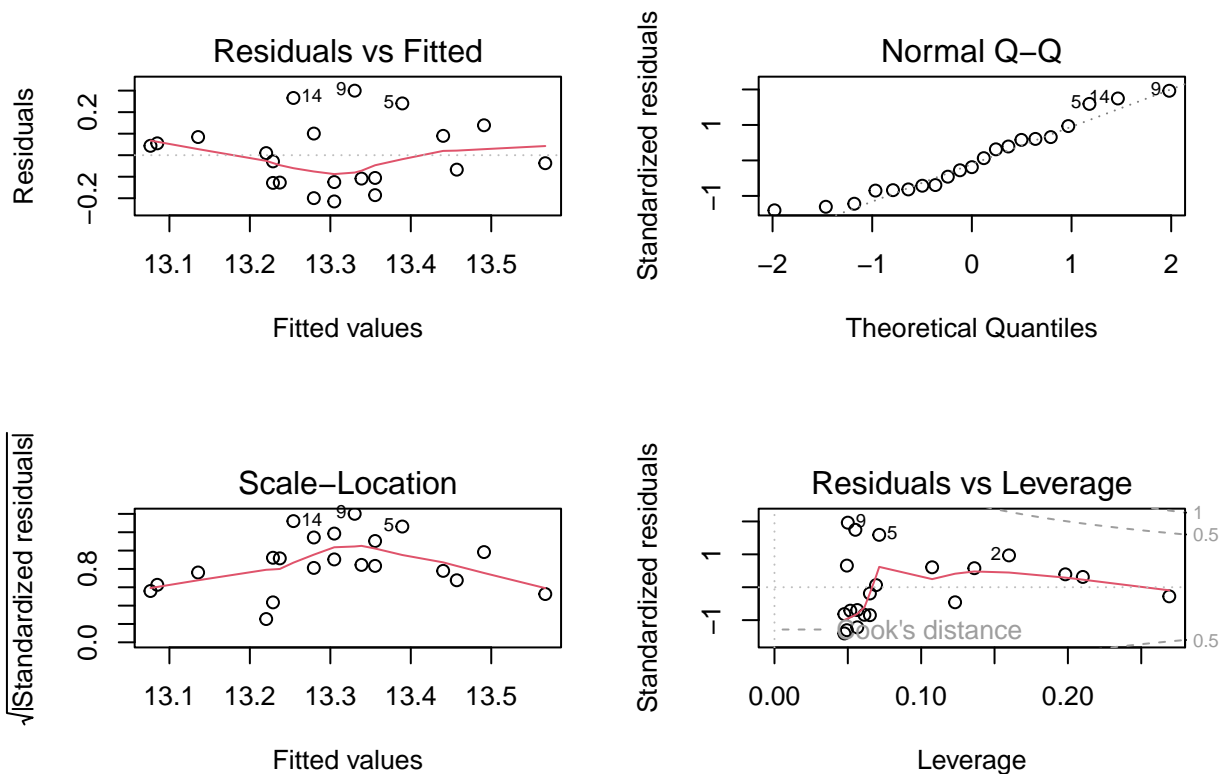 Residuals vs Fitted
Residuals
0.2
−0.2
14
9
5
13.1 13.2 13.3 13.4 13.5
Fitted values
Normal Q−Q
Standardized residuals
1
−1
5
14
9
−2 −1 0 1 2
Theoretical Quantiles
Scale−Location
√|Standardized residuals|
0.8
0.0
14
9
5
13.1 13.2 13.3 13.4 13.5
Fitted values
Residuals vs Leverage
Standardized residuals
1
−1
9
5
2
1
0.5
0.5
Cook's distance
0.00 0.10 0.20
Leverage